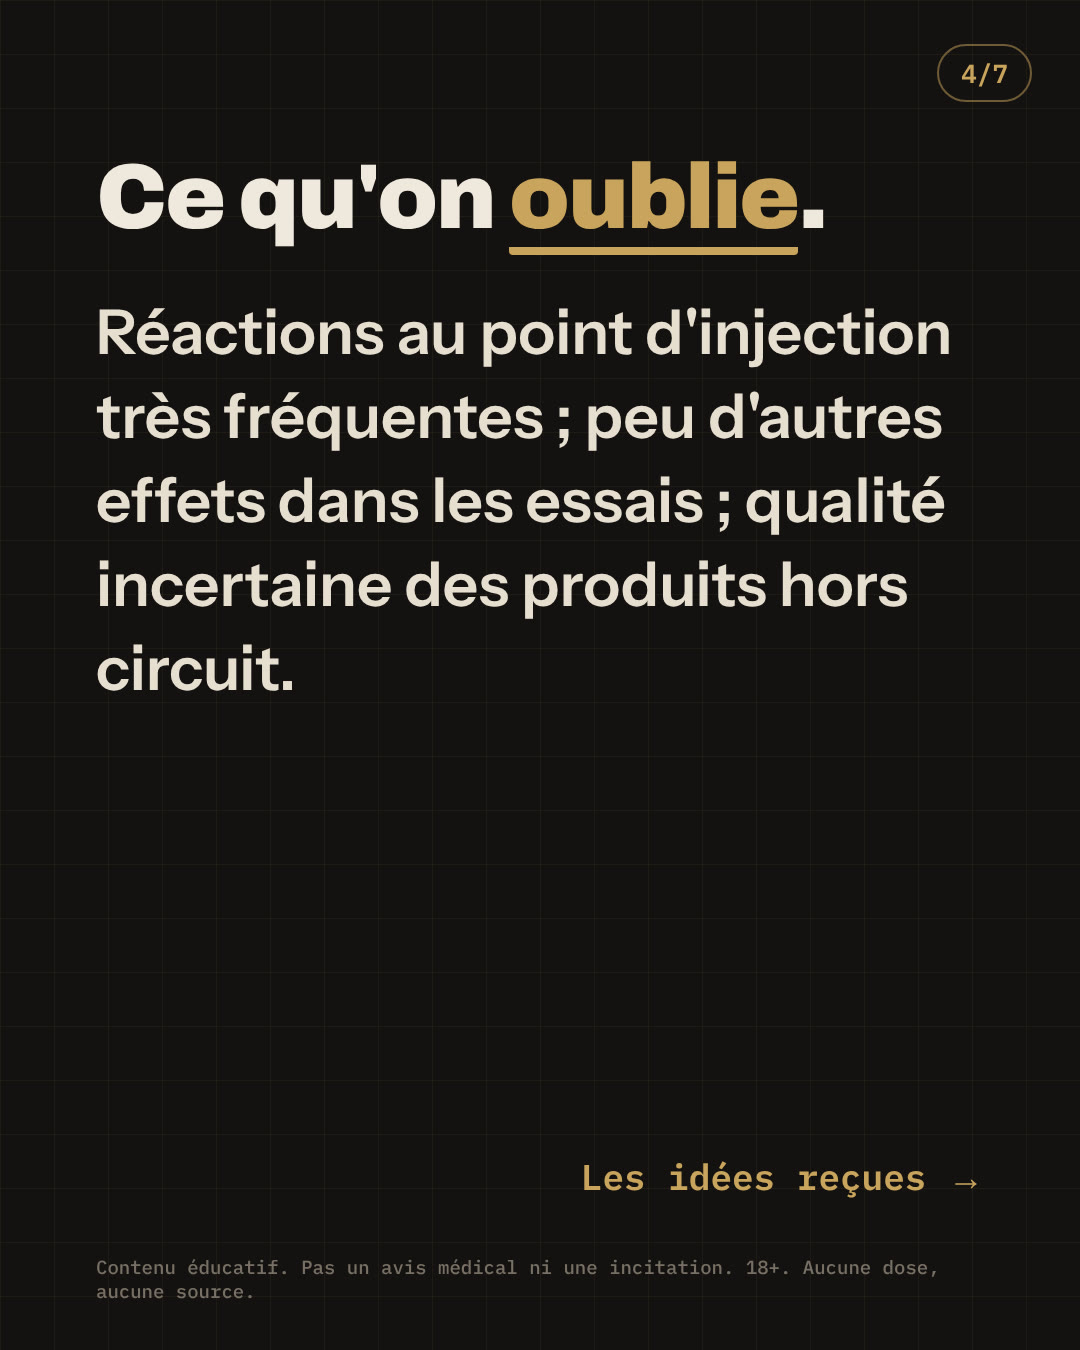 4/7
Ce qu'on oublie.
Réactions au point d'injection
très fréquentes ; peu d'autres
effets dans les essais ; qualité
incertaine des produits hors
circuit.
Les idées reçues →
Contenu éducatif. Pas un avis médical ni une incitation. 18+. Aucune dose,
aucune source.